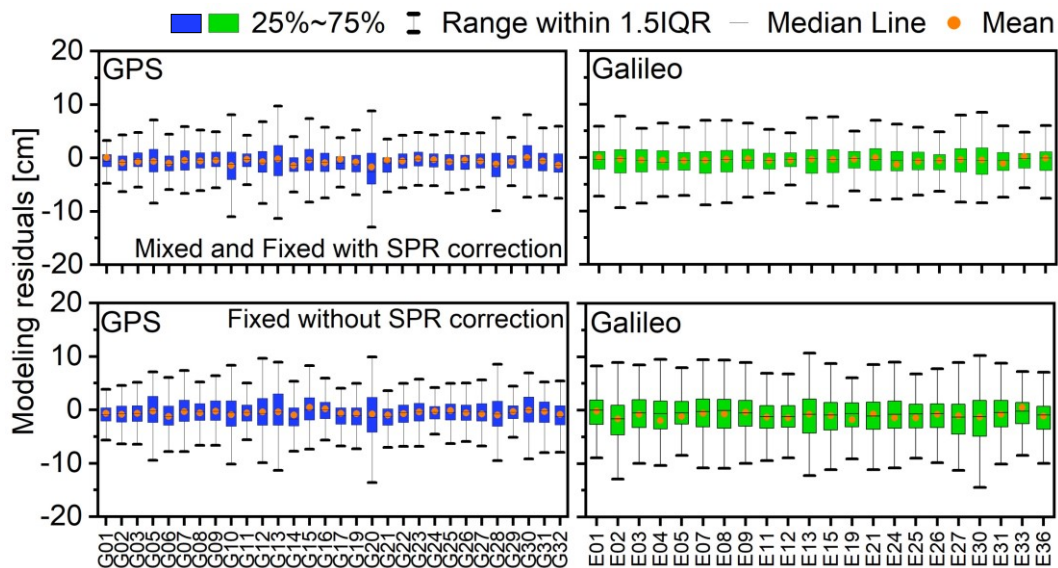 25%~75% Range within 1.5IQR Median Line Mean
Modeling residuals [cm]
20
10
0
-10
-20
GPS
Mixed and Fixed with SPR correction
Galileo
20
10
0
-10
-20
GPS
Fixed without SPR correction
Galileo
G01 G02 G03 G05 G06 G07 G08 G09 G10 G11 G12 G13 G14 G15 G17 G19 G20 G21 G22 G23 G24 G25 G26 G27 G28 G29 G30 G31 G32
E01 E02 E03 E04 E05 E07 E08 E09 E11 E12 E13 E15 E19 E21 E24 E25 E26 E27 E30 E31 E33 E36